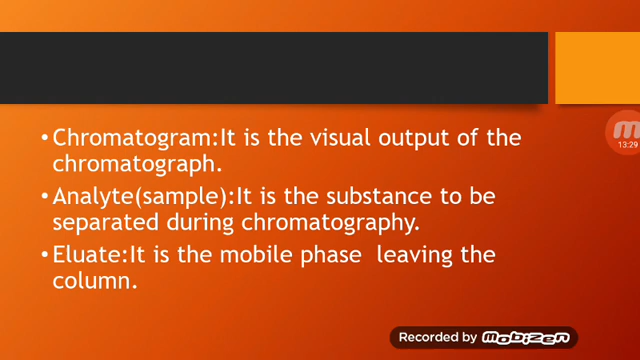 • Chromatogram:It is the visual output of the
chromatograph.
• Analyte(sample):It is the substance to be
separated during chromatography.
• Eluate:It is the mobile phase leaving the
column.
13:29
Recorded by mobizen